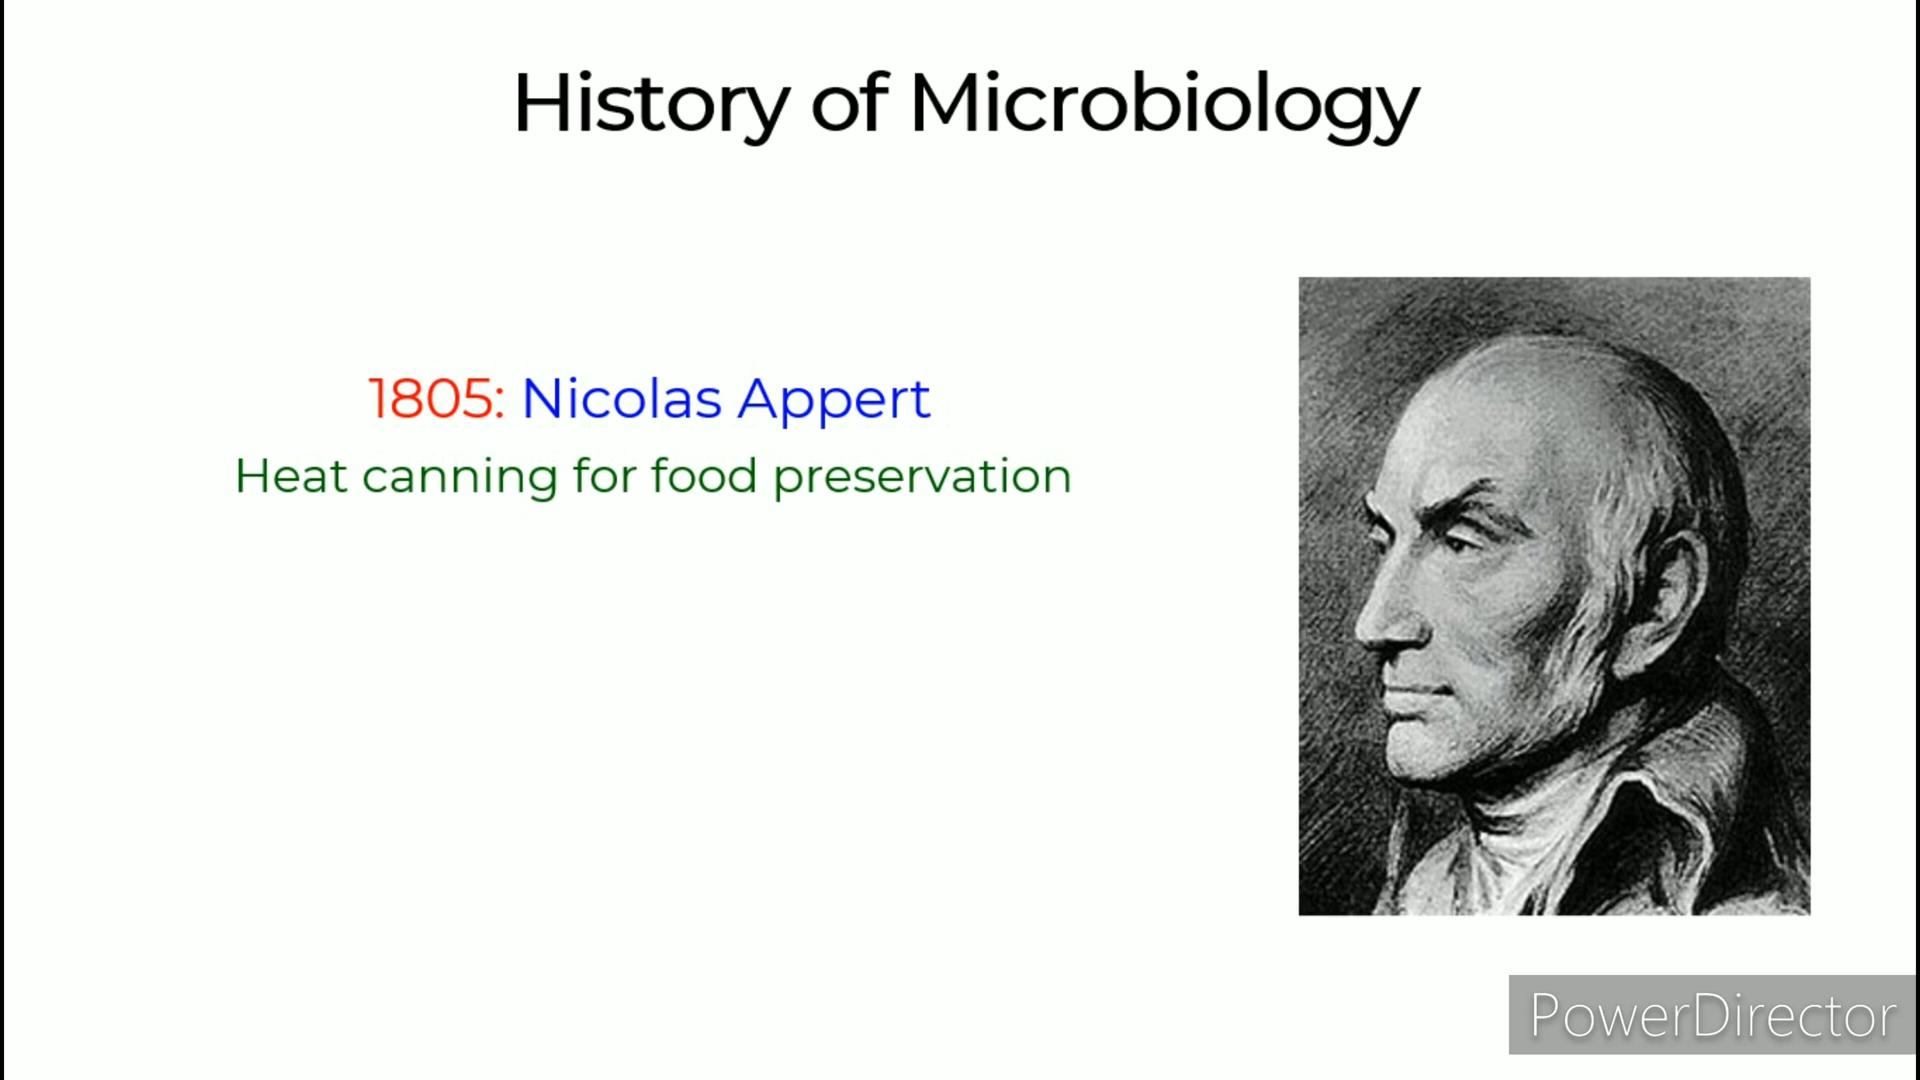 History of Microbiology
1805: Nicolas Appert
Heat canning for food preservation
PowerDirector